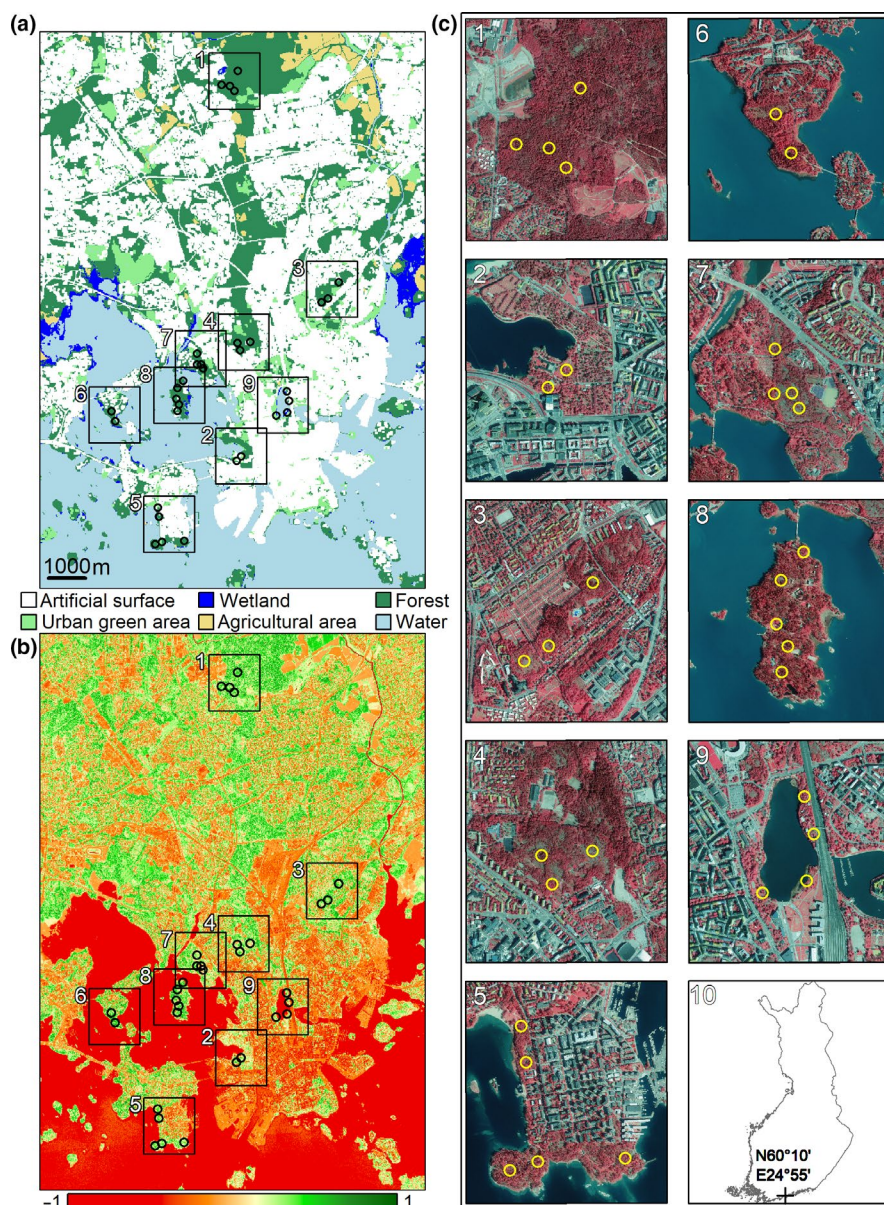 (a)
1
3
4
7
8
9
6
2
5
1000m
Artificial surface
Wetland
Forest
Urban green area
Agricultural area
Water
(b)
1
3
4
7
8
9
6
2
5
−1
1
(c)
1
6
2
7
3
8
4
9
5
10
N60°10'
E24°55'